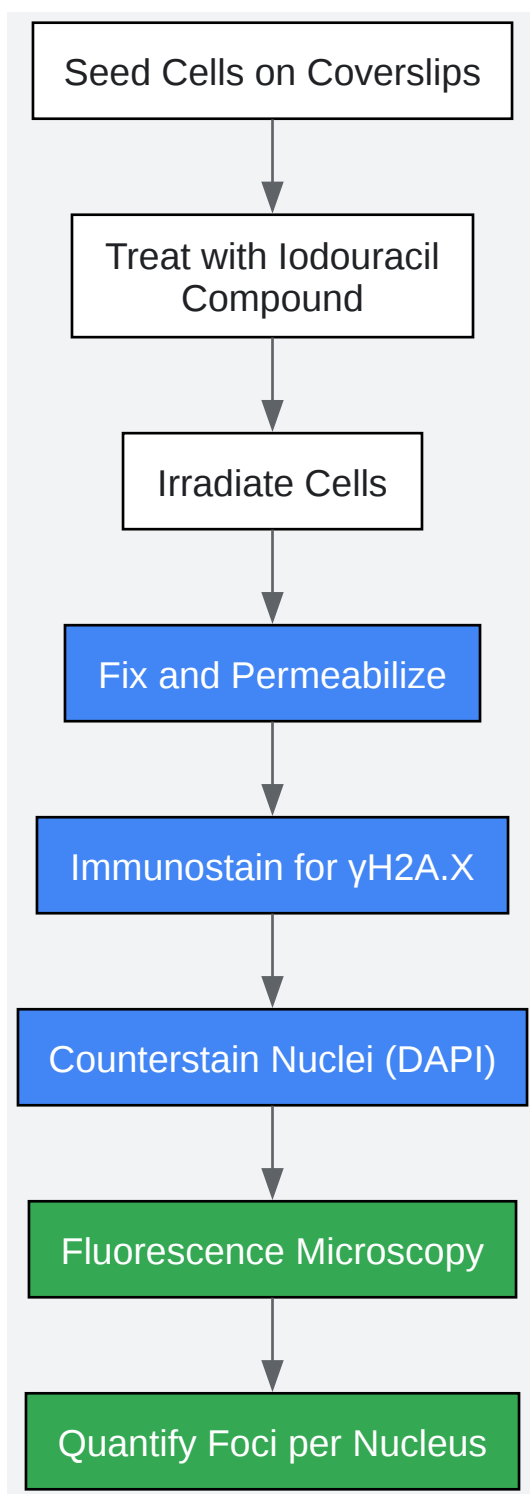 Seed Cells on Coverslips
Treat with Iodouracil
Compound
Irradiate Cells
Fix and Permeabilize
Immunostain for γH2A.X
Counterstain Nuclei (DAPI)
Fluorescence Microscopy
Quantify Foci per Nucleus